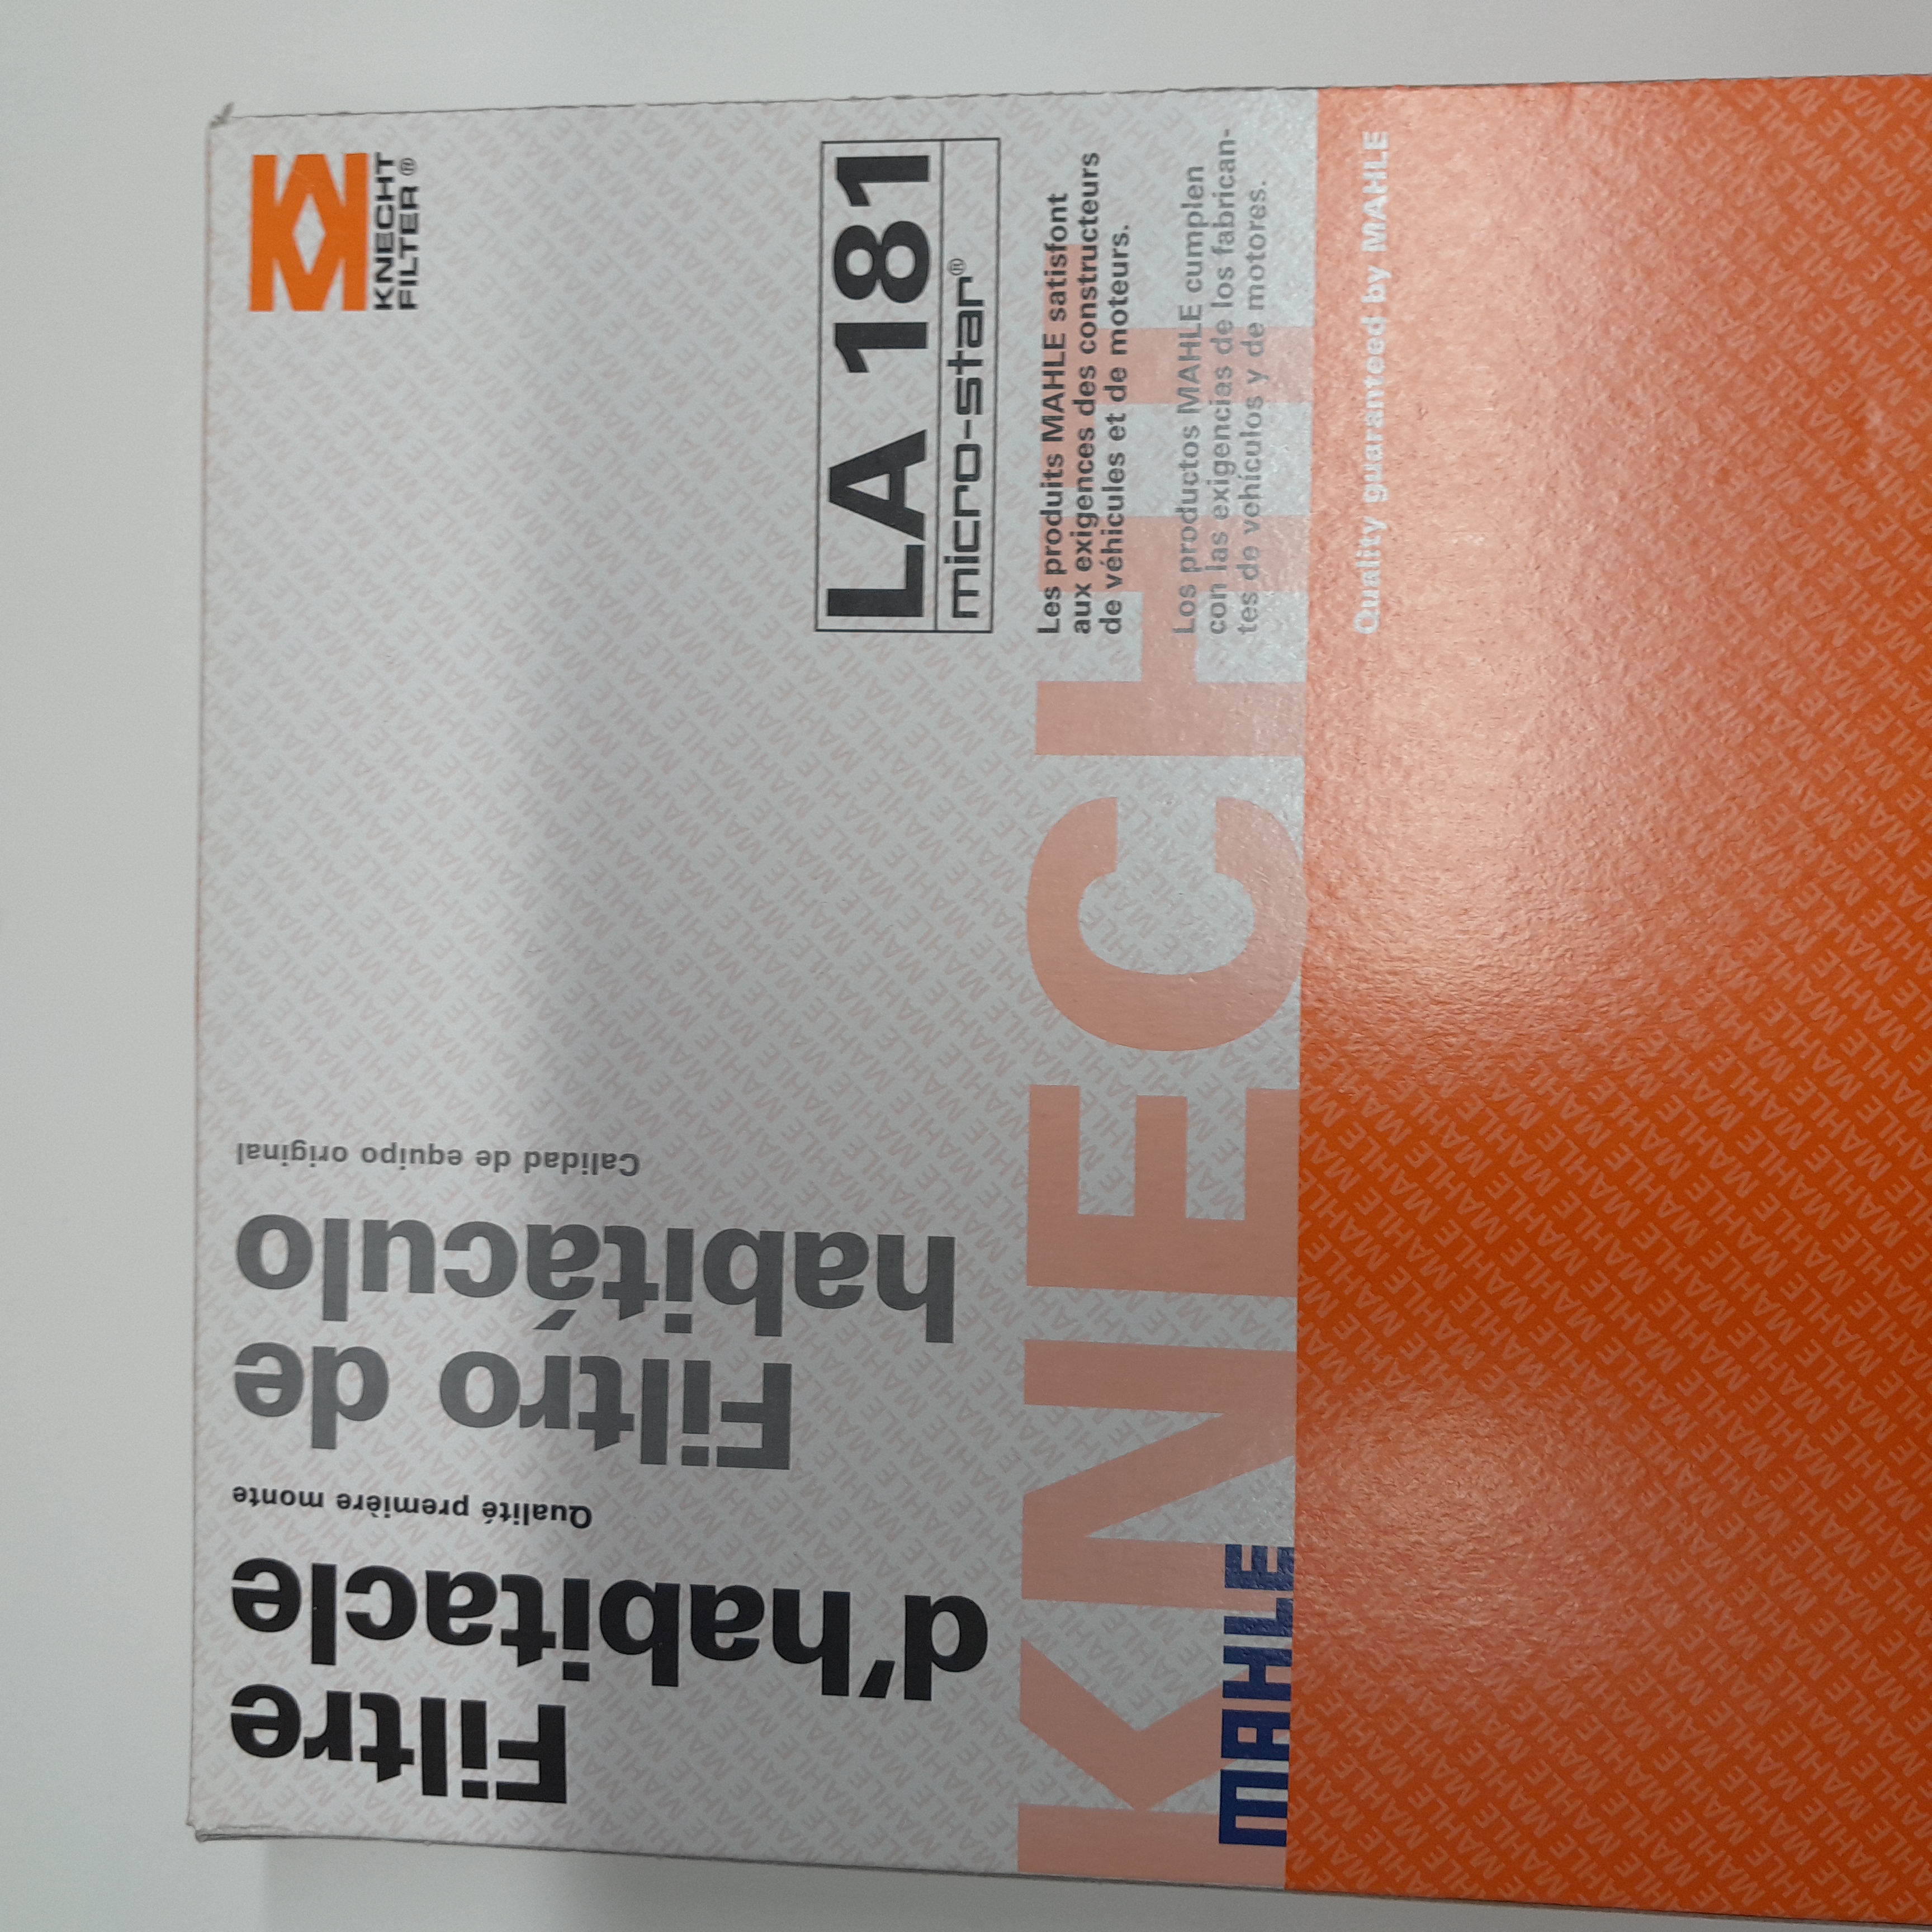 KNECHT
FILTER®
LA 181
micro-star®
Les produits MAHLE satisfont
aux exigences des constructeurs
de véhicules et de moteurs.
Los productos MAHLE cumplen
con las exigencias de los fabrican-
tes de vehículos y de motores.
Quality guaranteed by MAHLE
Filtre
d'habitacle
Qualité première monte
Filtro de
habitáculo
Calidad de equipo original
KNECHT
MAHLE